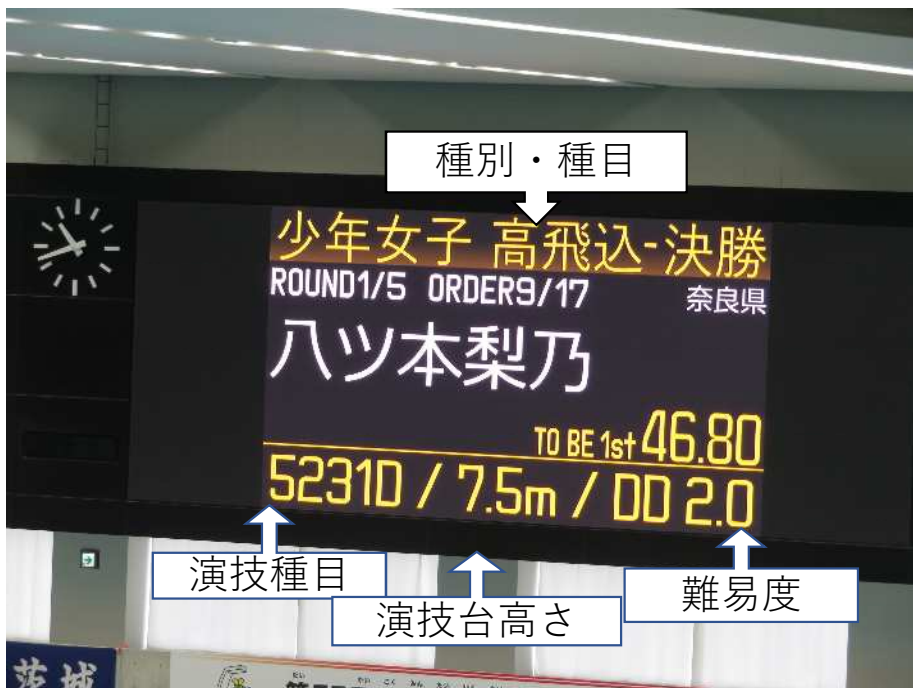 種別・種目
少年女子 高飛込-決勝
ROUND1/5 ORDER9/17 奈良県
八ツ本梨乃
TO BE 1st 46.80
5231D / 7.5m / DD 2.0
演技種目
演技台高さ
難易度
茨城